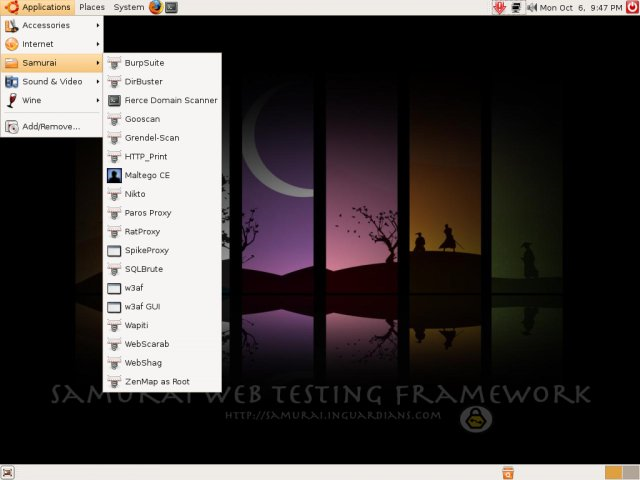 Applications Places System Mon Oct 6, 9:47 PM
Accessories
Internet
Samurai
Sound & Video
Wine
Add/Remove...
BurpSuite
DirBuster
Fierce Domain Scanner
Gooscan
Grendel-Scan
HTTP_Print
Maltego CE
Nikto
Paros Proxy
RatProxy
SpikeProxy
SQLBrute
w3af
w3af GUI
Wapiti
WebScarab
WebShag
ZenMap as Root
SAMURAI WEB TESTING FRAMEWORK
HTTP://SAMURAI.INGUARDIANS.COM